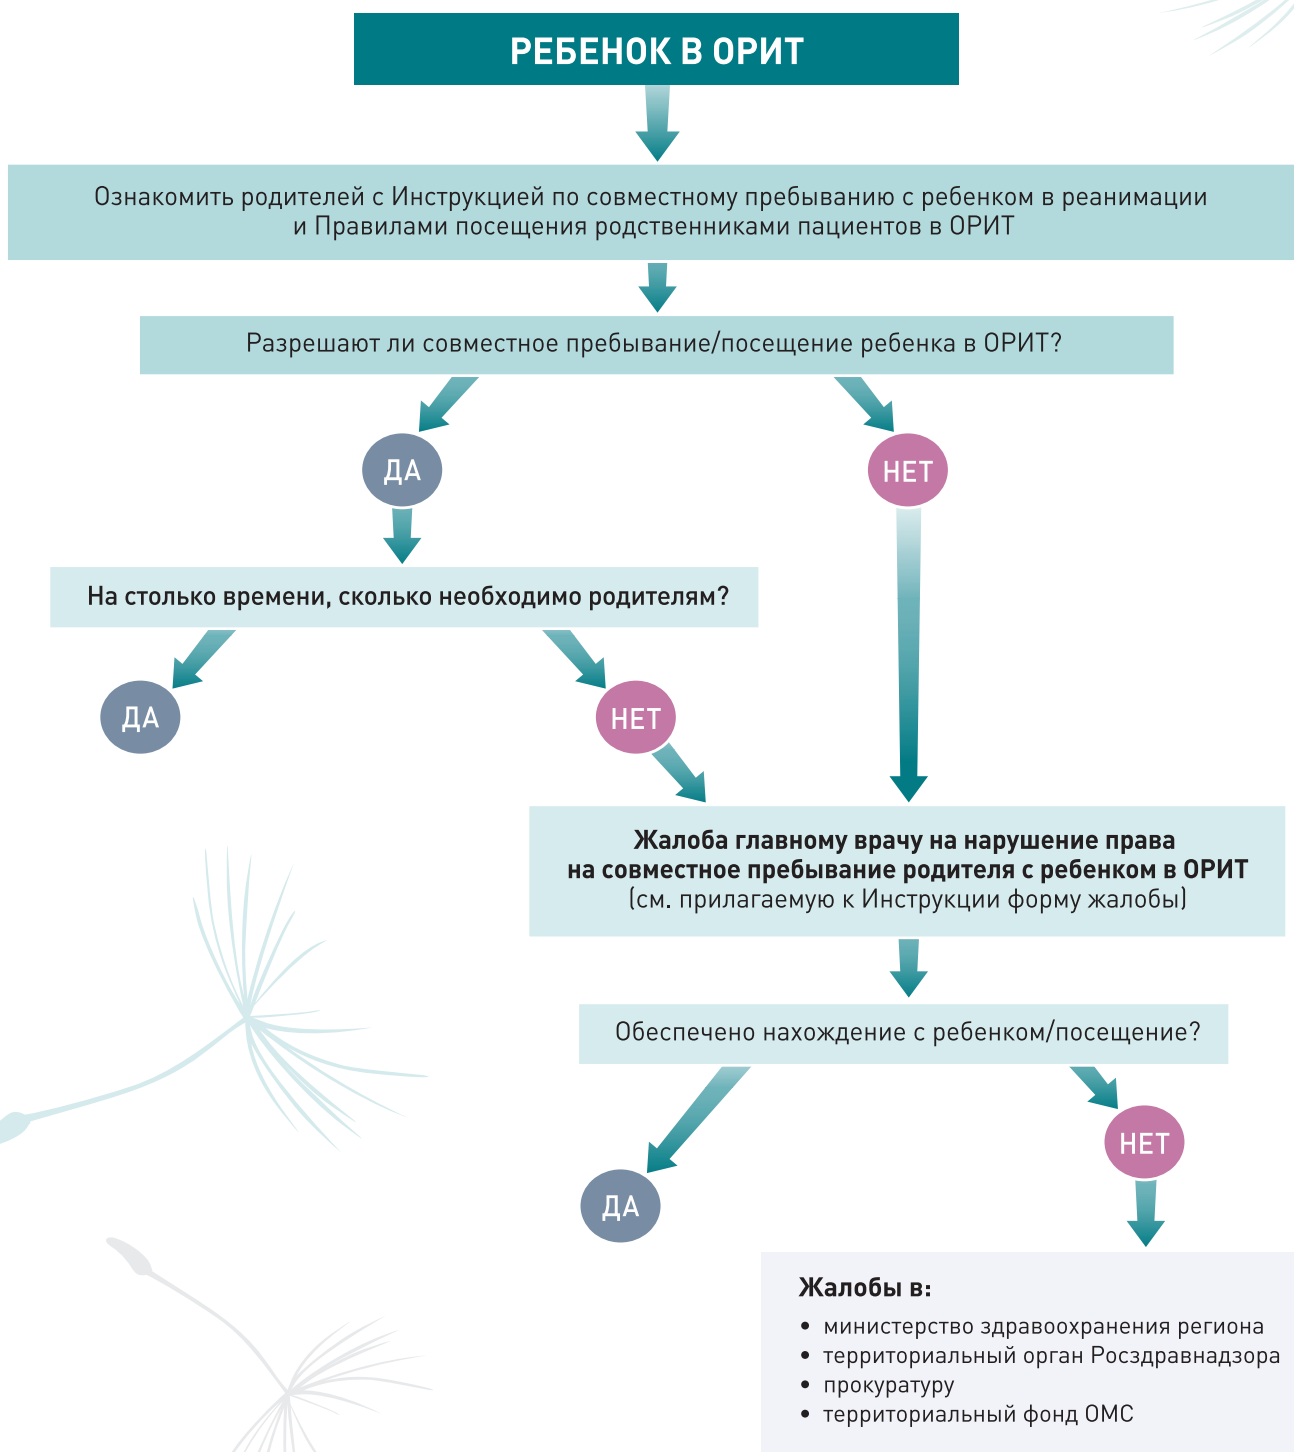 РЕБЕНОК В ОРИТ
Ознакомить родителей с Инструкцией по совместному пребыванию с ребенком в реанимации
и Правилами посещения родственниками пациентов в ОРИТ
Разрешают ли совместное пребывание/посещение ребенка в ОРИТ?
ДА
НЕТ
На столько времени, сколько необходимо родителям?
ДА
НЕТ
Жалоба главному врачу на нарушение права
на совместное пребывание родителя с ребенком в ОРИТ
(см. прилагаемую к Инструкции форму жалобы)
Обеспечено нахождение с ребенком/посещение?
НЕТ
ДА
Жалобы в:
• министерство здравоохранения региона
• территориальный орган Росздравнадзора
• прокуратуру
• территориальный фонд ОМС